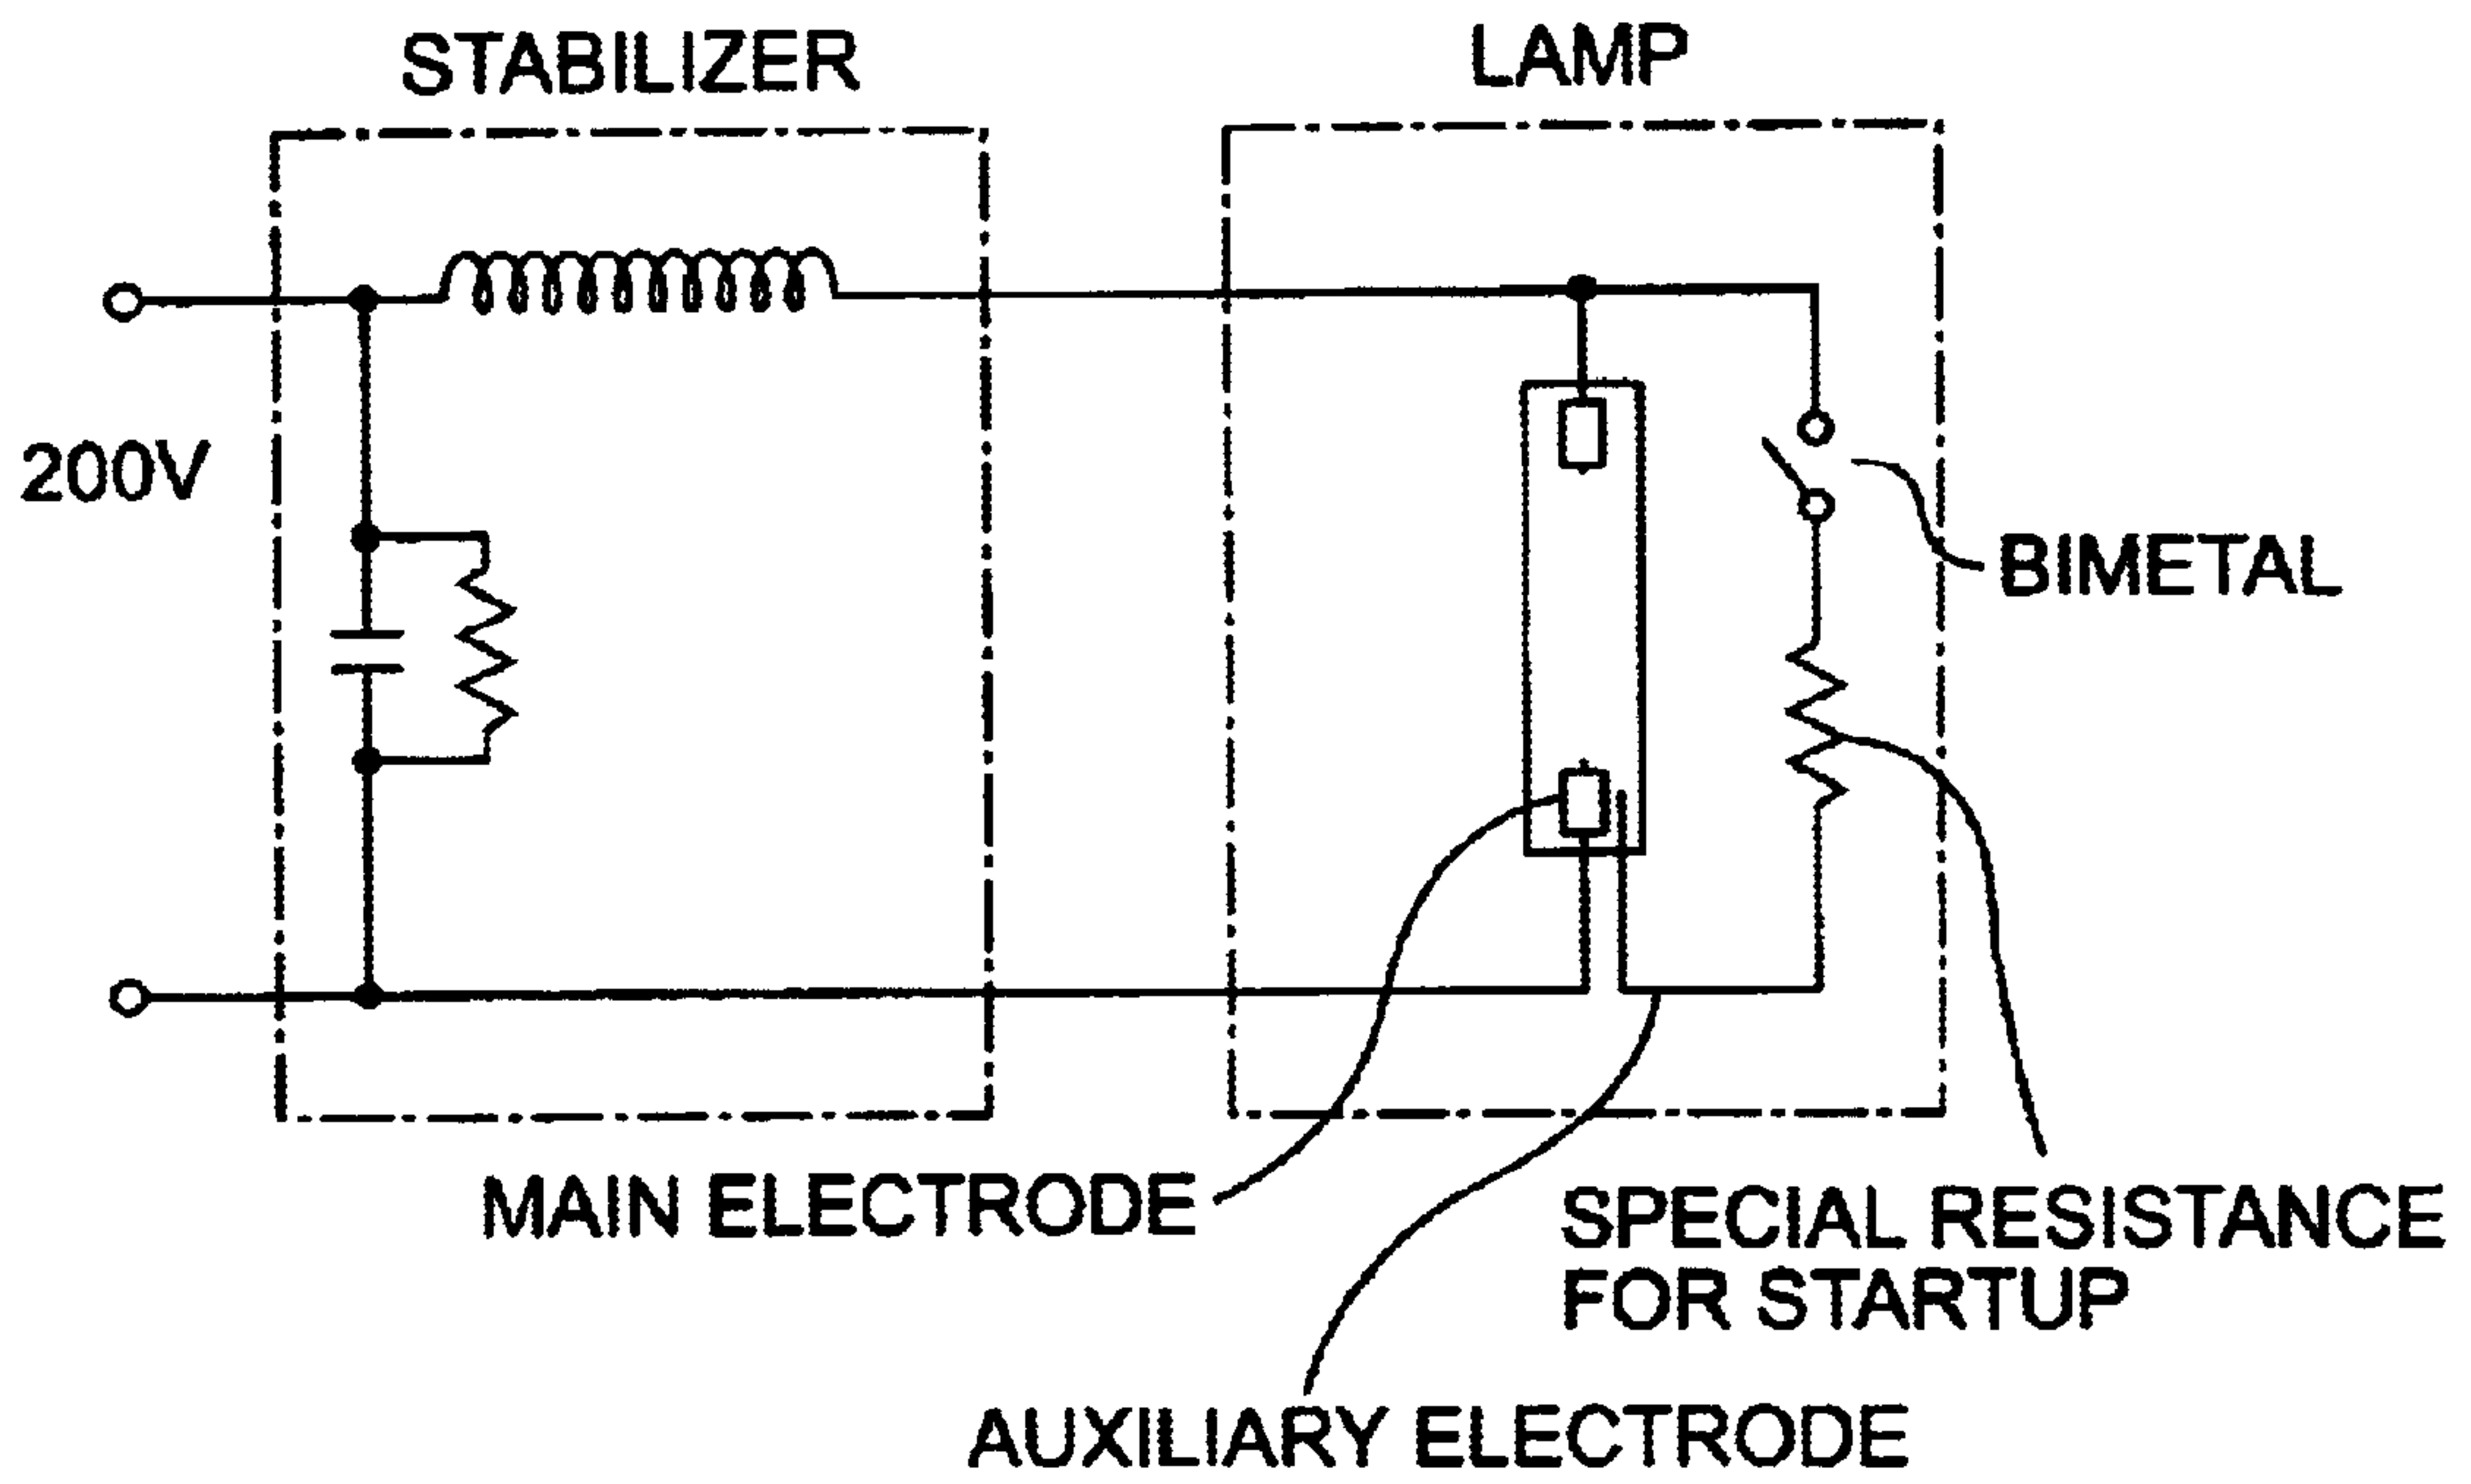 STABILIZER
LAMP
200V
BIMETAL
MAIN ELECTRODE
SPECIAL RESISTANCE
FOR STARTUP
AUXILIARY ELECTRODE